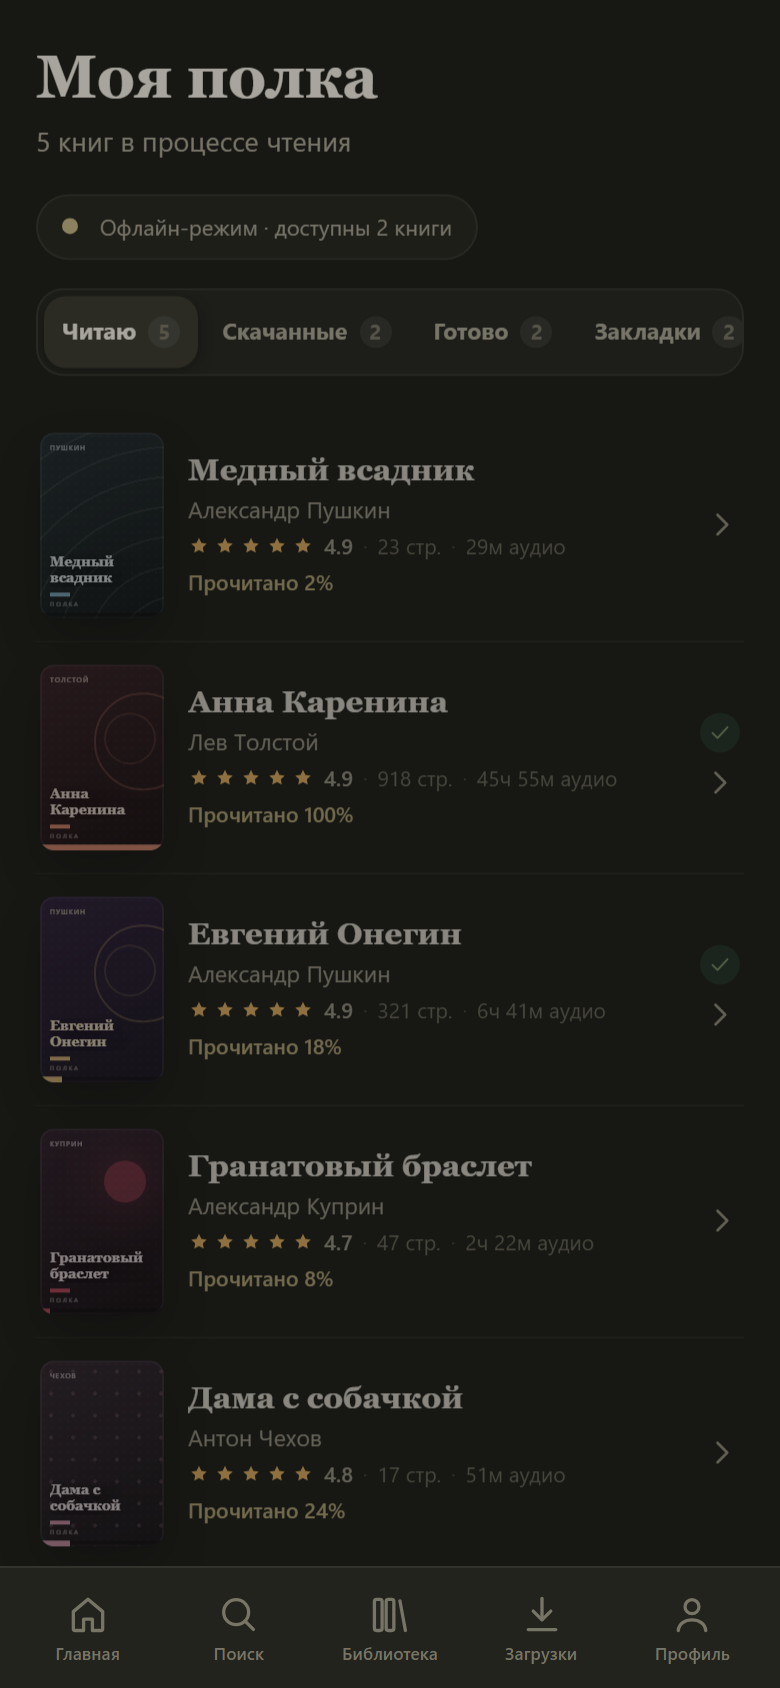 Моя полка
5 книг в процессе чтения
Офлайн-режим · доступны 2 книги
Читаю 5 Скачанные 2 Готово 2 Закладки 2
ПУШКИН
Медный
всадник
ПОЛКА
Медный всадник
Александр Пушкин
4.9 · 23 стр. · 29м аудио
Прочитано 2%
ТОЛСТОЙ
Анна
Каренина
ПОЛКА
Анна Каренина
Лев Толстой
4.9 · 918 стр. · 45ч 55м аудио
Прочитано 100%
ПУШКИН
Евгений
Онегин
ПОЛКА
Евгений Онегин
Александр Пушкин
4.9 · 321 стр. · 6ч 41м аудио
Прочитано 18%
КУПРИН
Гранатовый
браслет
ПОЛКА
Гранатовый браслет
Александр Куприн
4.7 · 47 стр. · 2ч 22м аудио
Прочитано 8%
ЧЕХОВ
Дама с
собачкой
ПОЛКА
Дама с собачкой
Антон Чехов
4.8 · 17 стр. · 51м аудио
Прочитано 24%
Главная Поиск Библиотека Загрузки Профиль